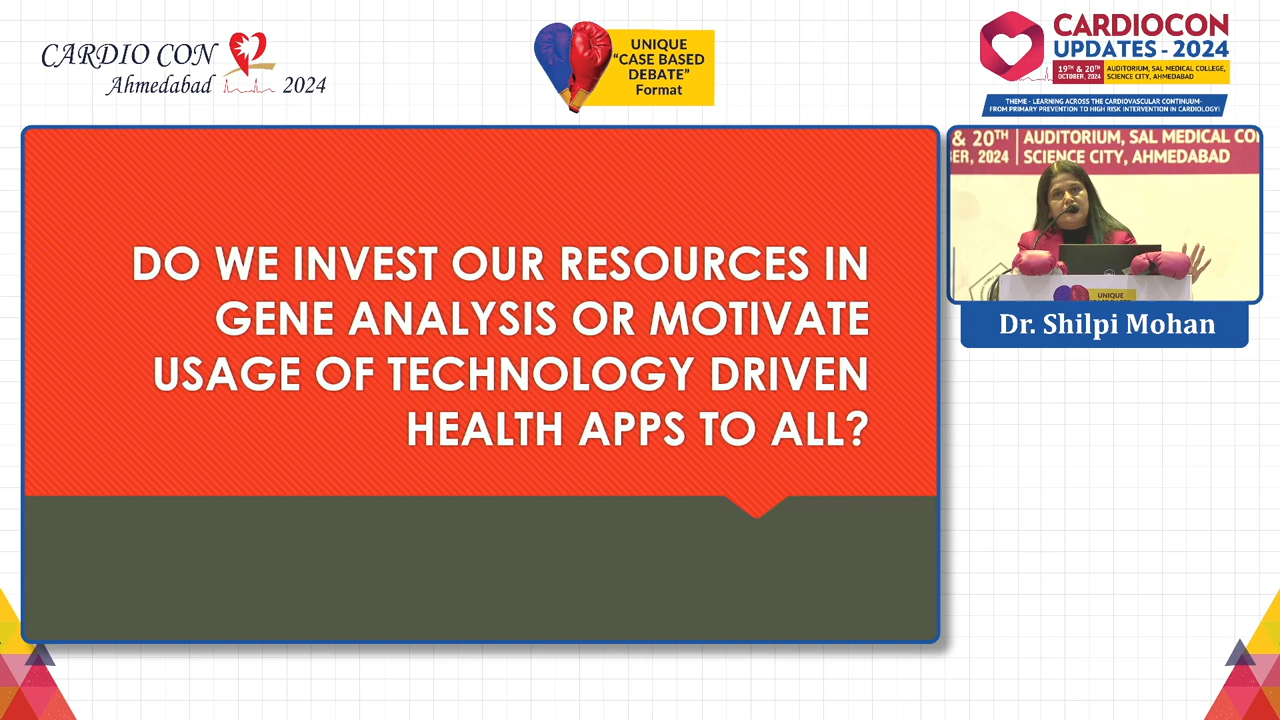 CARDIO CON
Ahmedabad 2024
UNIQUE
"CASE BASED
DEBATE"
Format
CARDIOCON
UPDATES - 2024
19TH & 20TH
OCTOBER, 2024
AUDITORIUM, SAL MEDICAL COLLEGE,
SCIENCE CITY, AHMEDABAD
THEME - LEARNING ACROSS THE CARDIOVASCULAR CONTINUUM-
FROM PRIMARY PREVENTION TO HIGH RISK INTERVENTION IN CARDIOLOGY!
DO WE INVEST OUR RESOURCES IN
GENE ANALYSIS OR MOTIVATE
USAGE OF TECHNOLOGY DRIVEN
HEALTH APPS TO ALL?
& 20TH AUDITORIUM, SAL MEDICAL CO
BER, 2024 SCIENCE CITY, AHMEDABAD
UNIQUE
Dr. Shilpi Mohan